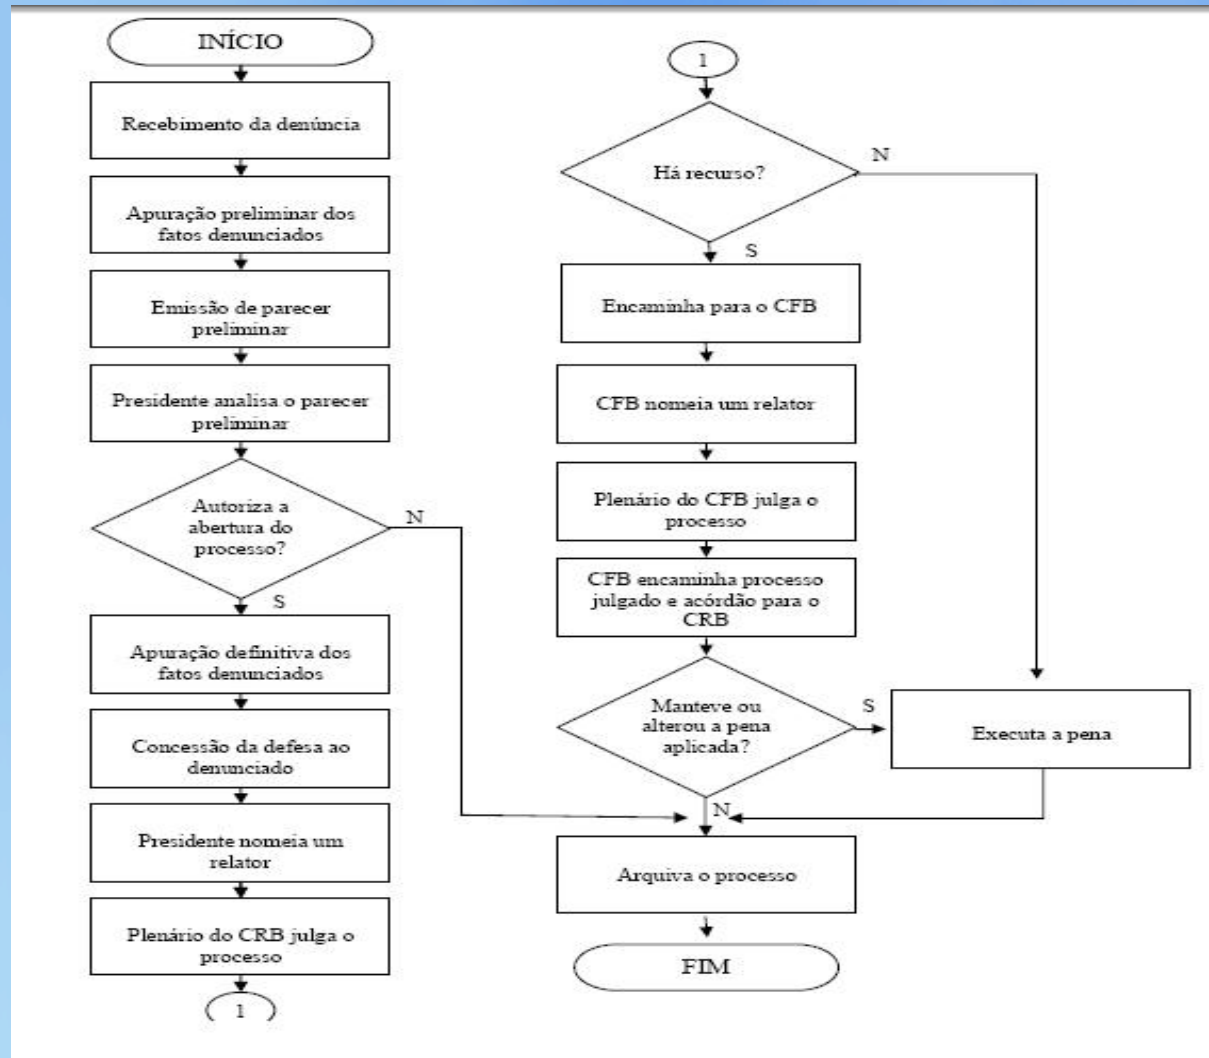 INÍCIO
Recebimento da denúncia
Apuração preliminar dos
fatos denunciados
Emissão de parecer
preliminar
Presidente analisa o parecer
preliminar
Autoriza a
abertura do
processo?
N
S
Apuração definitiva dos
fatos denunciados
Concessão da defesa ao
denunciado
Presidente nomeia um
relator
Plenário do CRB julga o
processo
1
1
Há recurso?
N
S
Encaminha para o CFB
CFB nomeia um relator
Plenário do CFB julga o
processo
CFB encaminha processo
julgado e acórdão para o
CRB
Manteve ou
alterou a pena
aplicada?
S
Executa a pena
N
Arquiva o processo
FIM